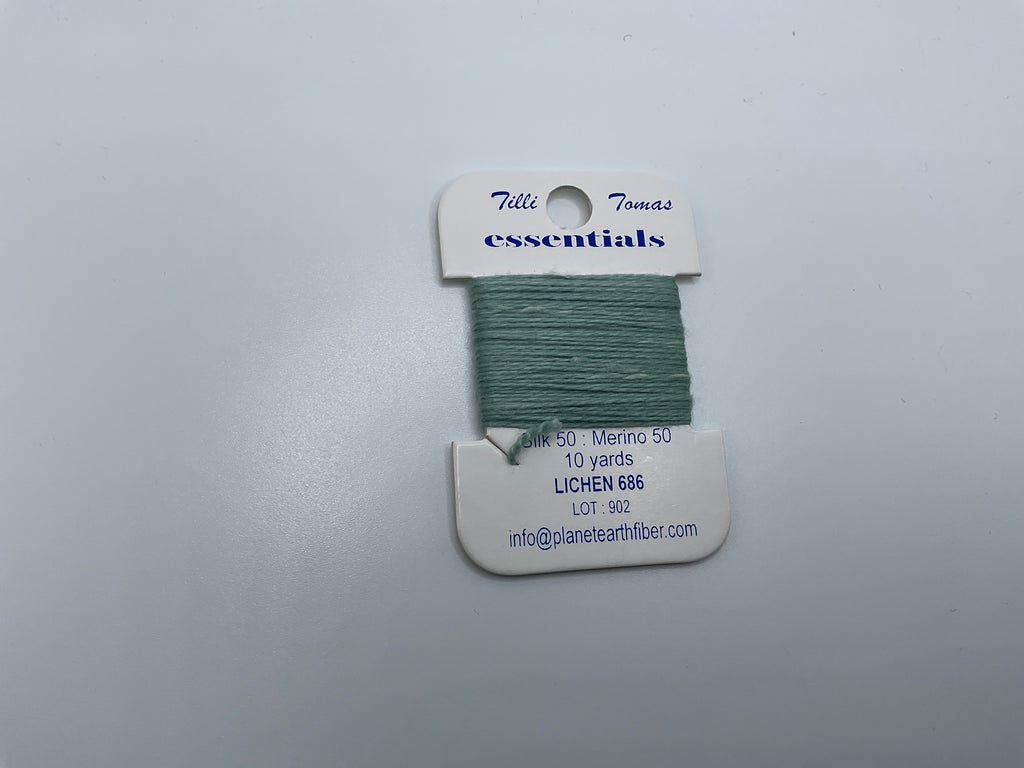 Tilli Tomas
essentials
Silk 50 : Merino 50
10 yards
LICHEN 686
LOT : 902
info@planetearthfiber.com